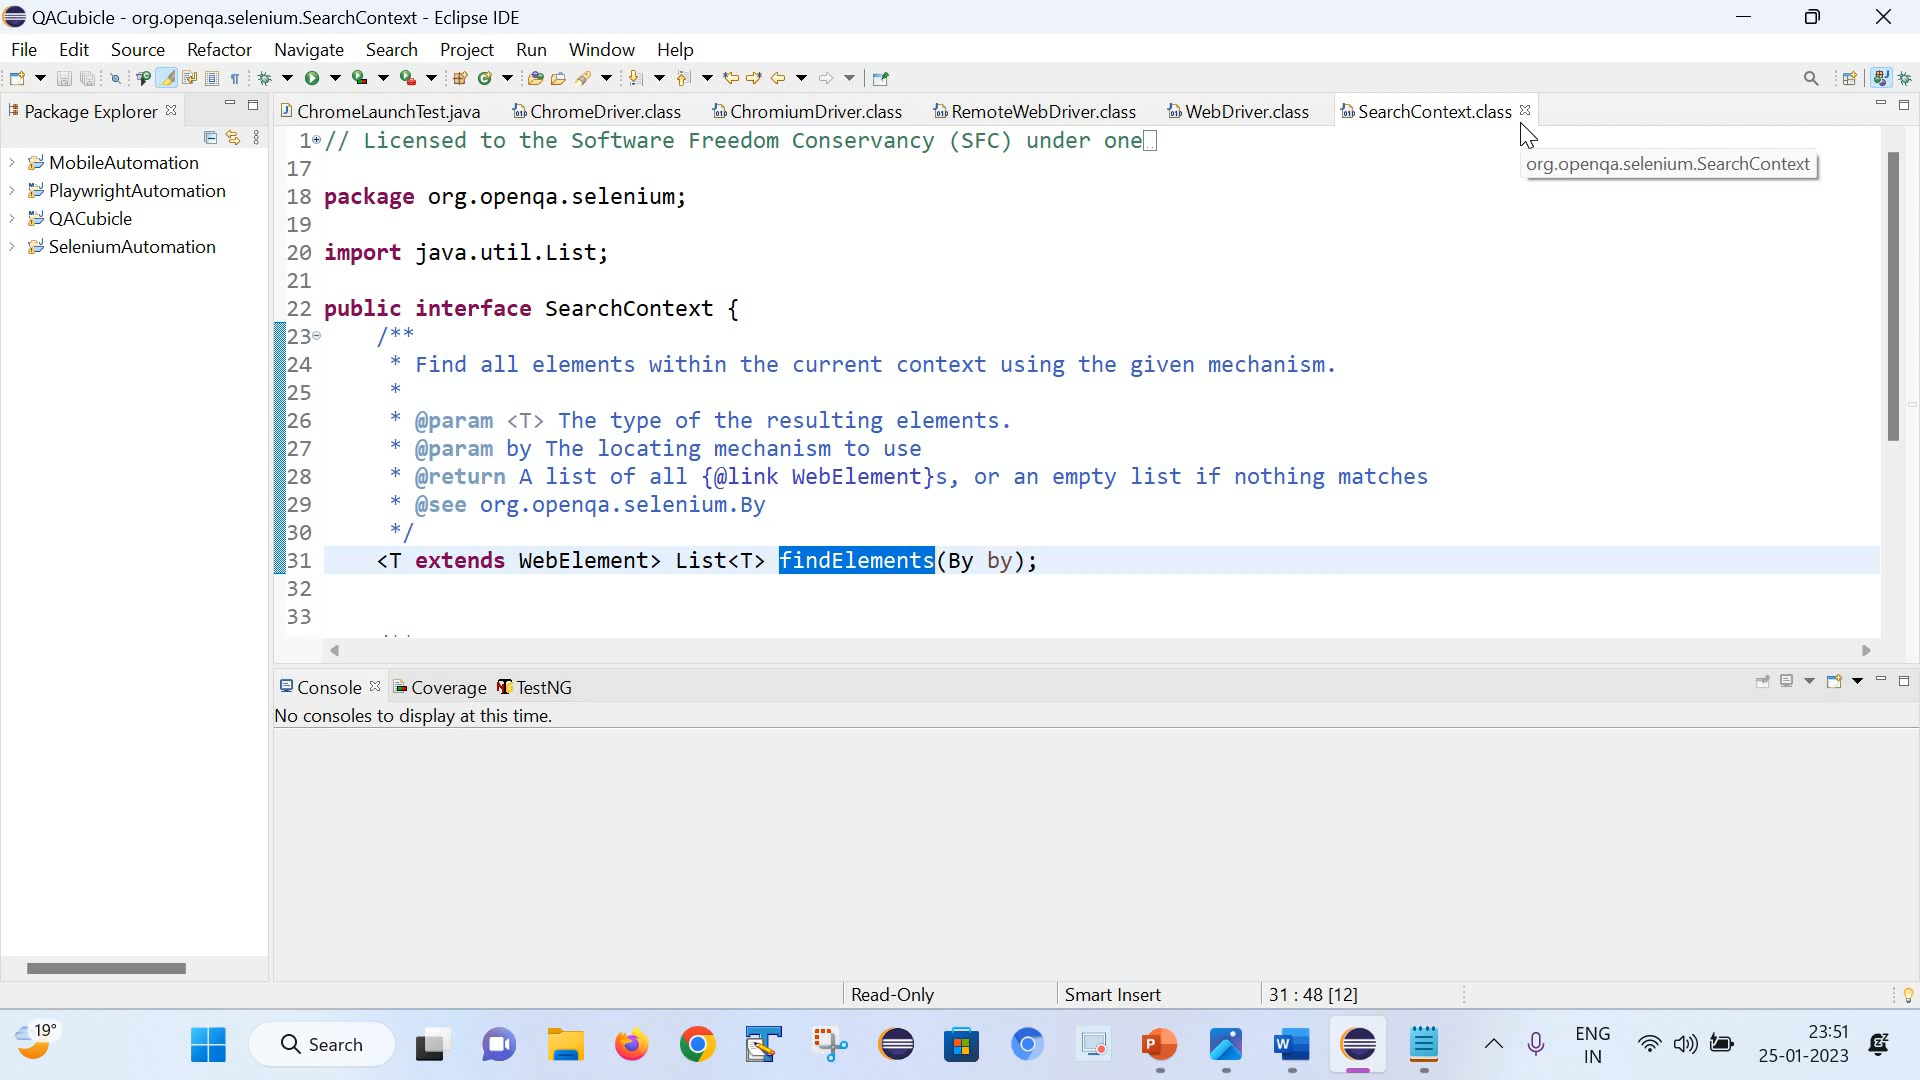 QACubicle - org.openqa.selenium.SearchContext - Eclipse IDE
File Edit Source Refactor Navigate Search Project Run Window Help
Package Explorer
MobileAutomation
PlaywrightAutomation
QACubicle
SeleniumAutomation
ChromeLaunchTest.java ChromeDriver.class ChromiumDriver.class RemoteWebDriver.class WebDriver.class SearchContext.class
org.openqa.selenium.SearchContext
1 // Licensed to the Software Freedom Conservancy (SFC) under one
17
18 package org.openqa.selenium;
19
20 import java.util.List;
21
22 public interface SearchContext {
23 /**
24 * Find all elements within the current context using the given mechanism.
25 *
26 * @param <T> The type of the resulting elements.
27 * @param by The locating mechanism to use
28 * @return A list of all {@link WebElement}s, or an empty list if nothing matches
29 * @see org.openqa.selenium.By
30 */
31 <T extends WebElement> List<T> findElements(By by);
32
33
Console Coverage TestNG
No consoles to display at this time.
Read-Only Smart Insert 31 : 48 [12]
19° Search ENG IN 23:51 25-01-2023